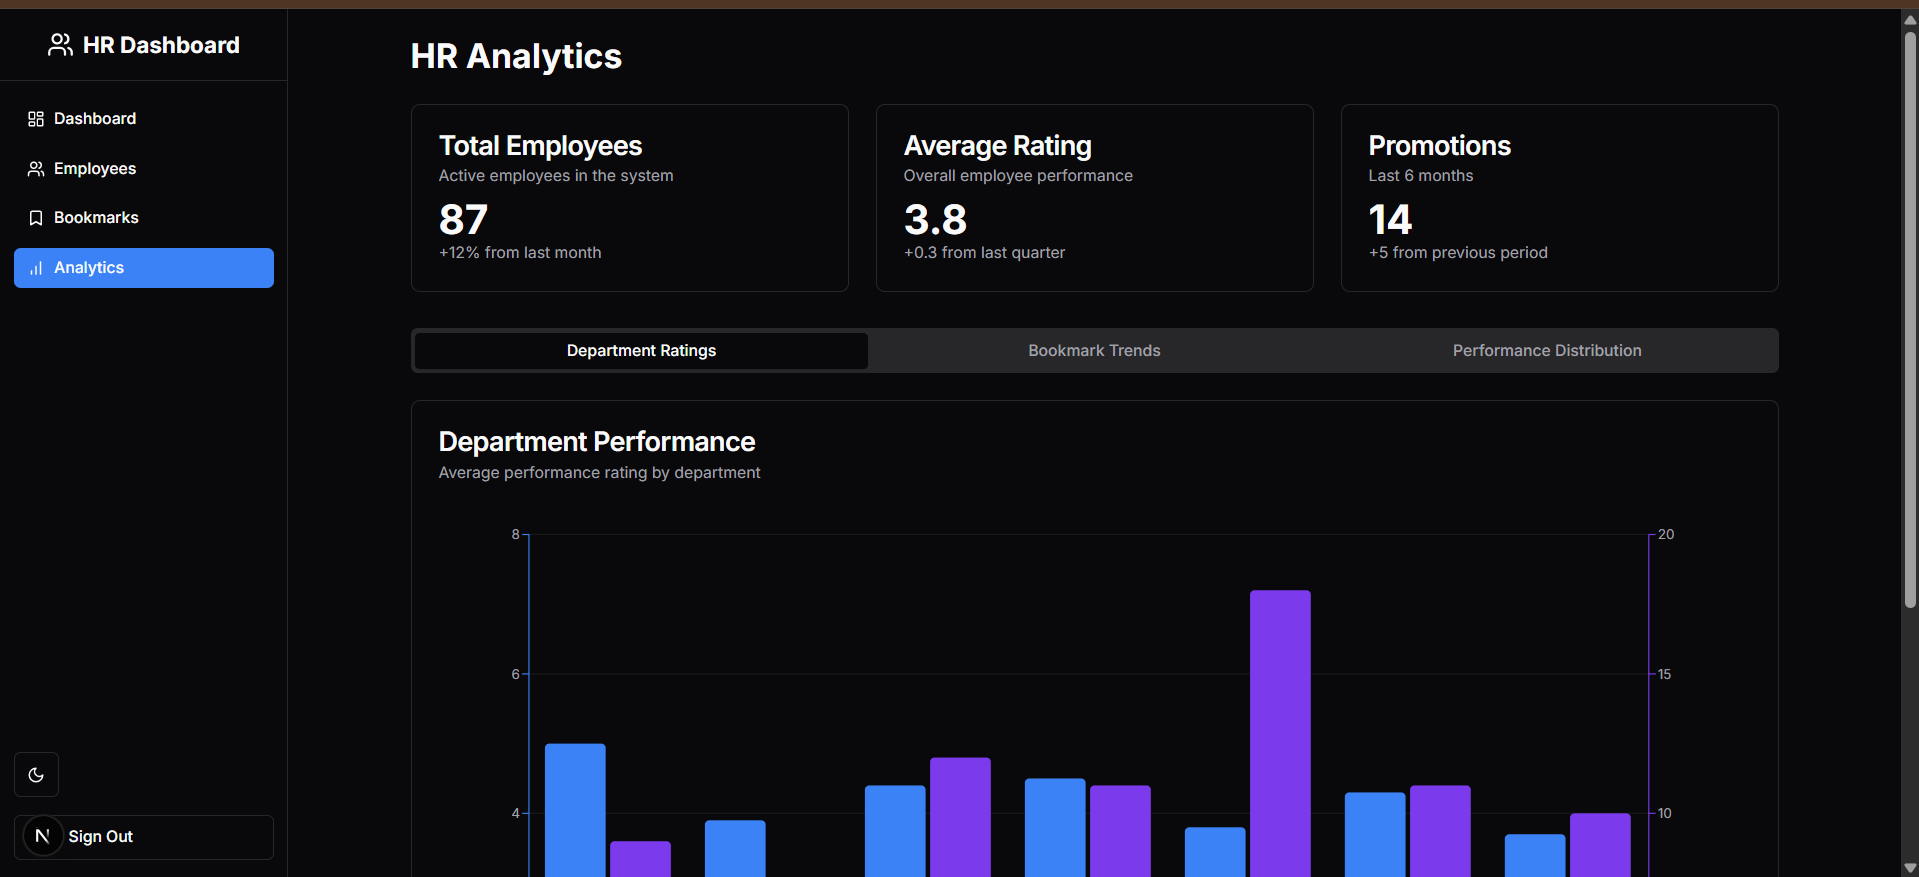 HR Dashboard
Dashboard
Employees
Bookmarks
Analytics
N
Sign Out
HR Analytics
Total Employees
Active employees in the system
87
+12% from last month
Average Rating
Overall employee performance
3.8
+0.3 from last quarter
Promotions
Last 6 months
14
+5 from previous period
Department Ratings
Bookmark Trends
Performance Distribution
Department Performance
Average performance rating by department
8
6
4
20
15
10